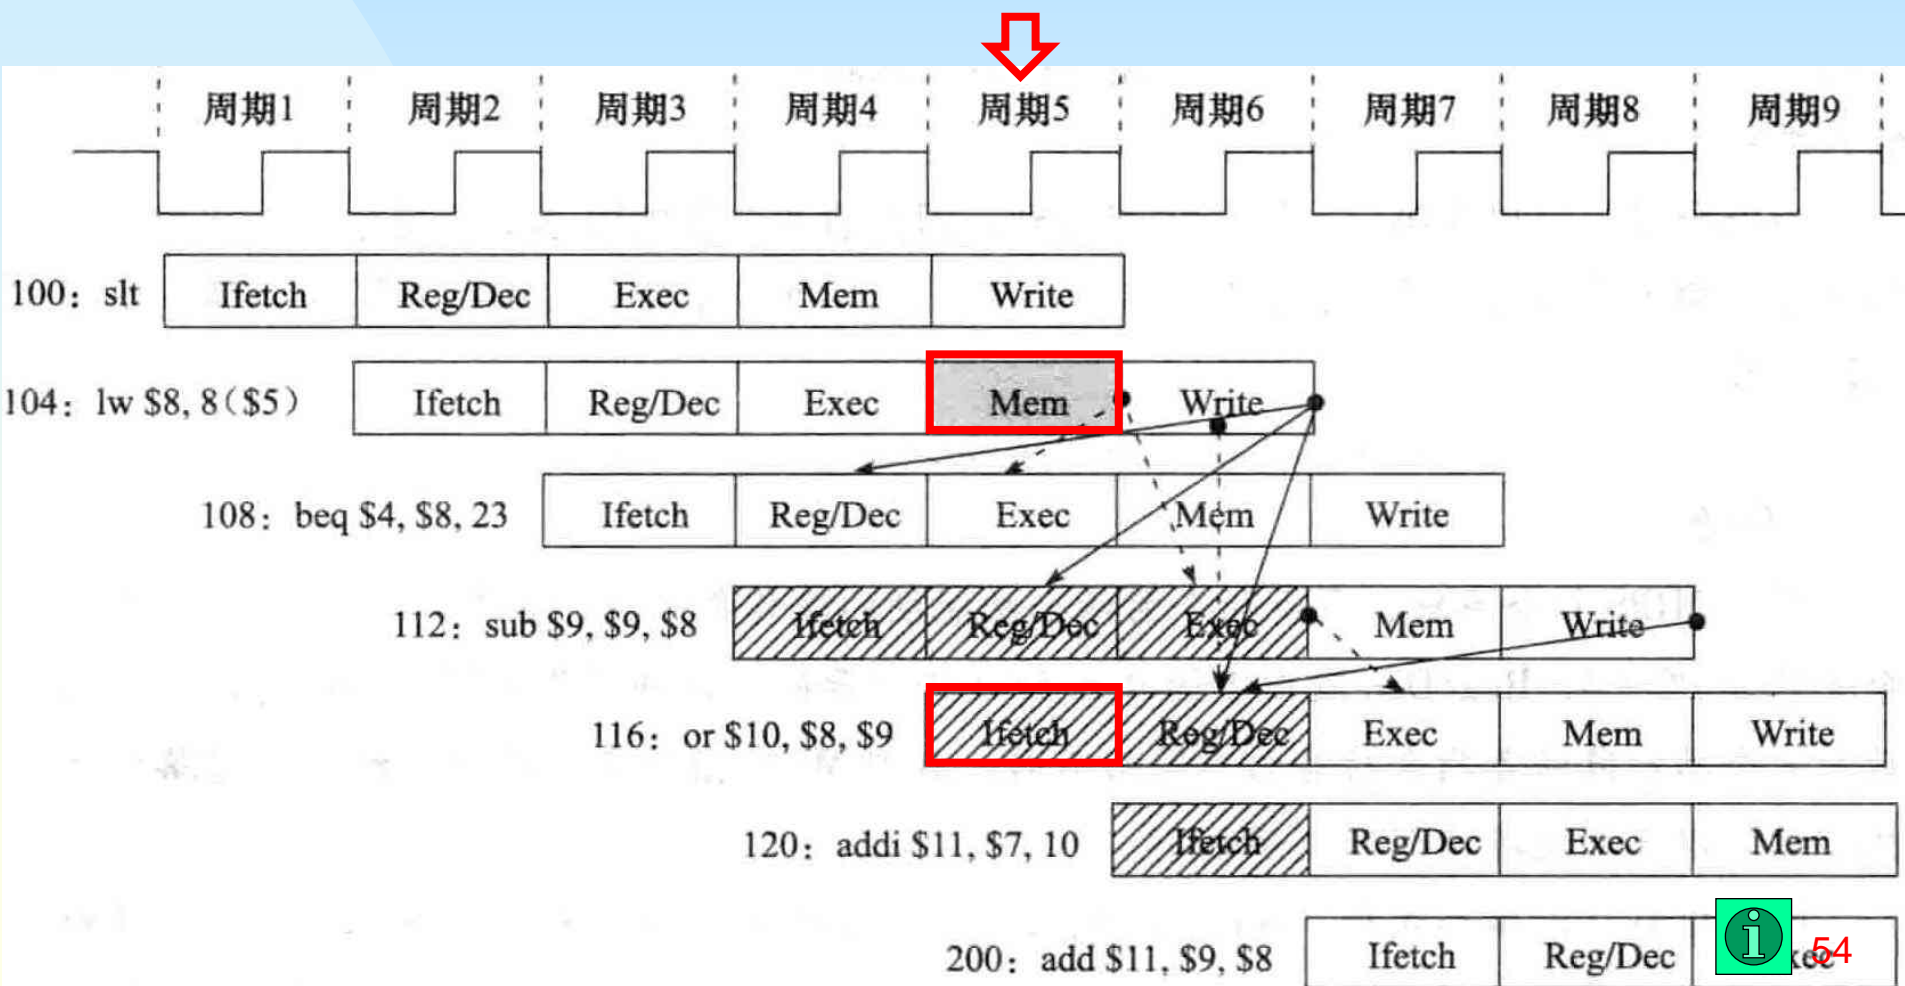 周期1 周期2 周期3 周期4 周期5 周期6 周期7 周期8 周期9
100: slt Ifetch Reg/Dec Exec Mem Write
104: lw $8, 8($5) Ifetch Reg/Dec Exec Mem Write
108: beq $4, $8, 23 Ifetch Reg/Dec Exec Mem Write
112: sub $9, $9, $8 Ifetch Reg/Dec Exec Mem Write
116: or $10, $8, $9 Ifetch Reg/Dec Exec Mem Write
120: addi $11, $7, 10 Ifetch Reg/Dec Exec Mem
200: add $11, $9, $8 Ifetch Reg/Dec
i 54